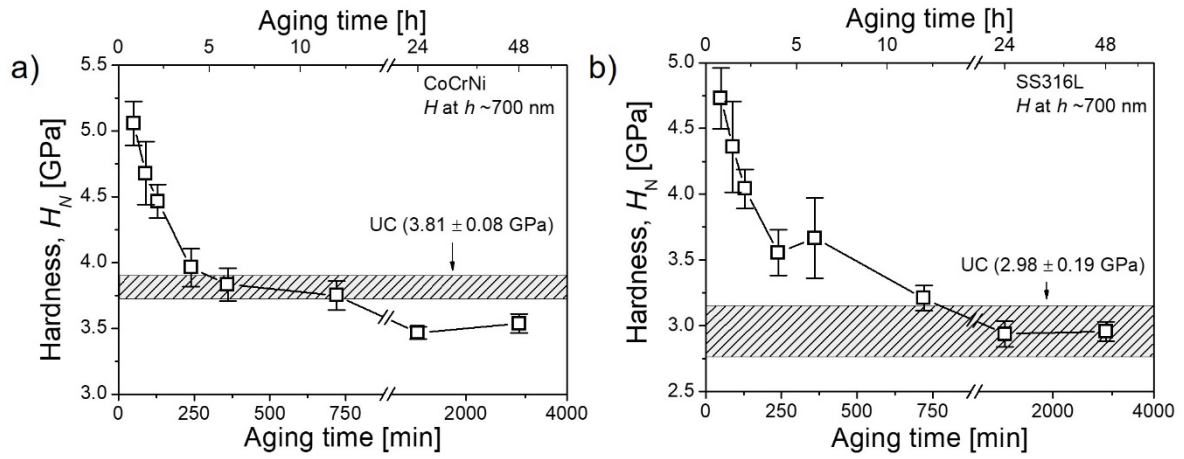 a)
Aging time [h]
0 5 10 24 48
5.5
5.0
4.5
4.0
3.5
3.0
Hardness, H_N [GPa]
CoCrNi
H at h ~700 nm
UC (3.81 ± 0.08 GPa)
0 250 500 750 2000 4000
Aging time [min]
b)
Aging time [h]
0 5 10 24 48
5.0
4.5
4.0
3.5
3.0
2.5
Hardness, H_N [GPa]
SS316L
H at h ~700 nm
UC (2.98 ± 0.19 GPa)
0 250 500 750 2000 4000
Aging time [min]